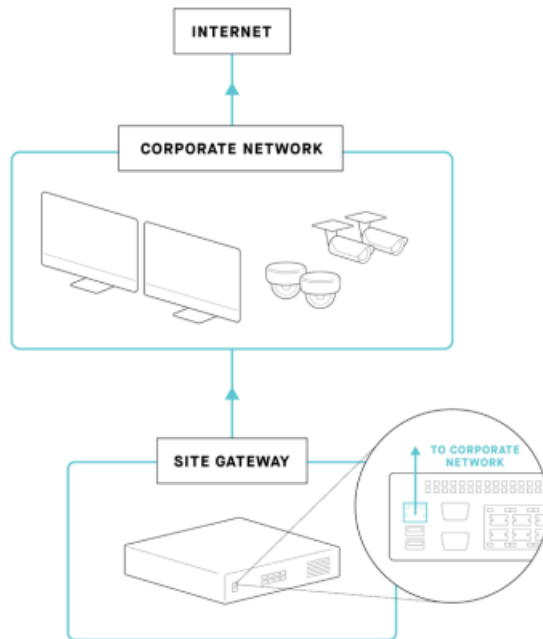 INTERNET
CORPORATE NETWORK
SITE GATEWAY
TO CORPORATE
NETWORK